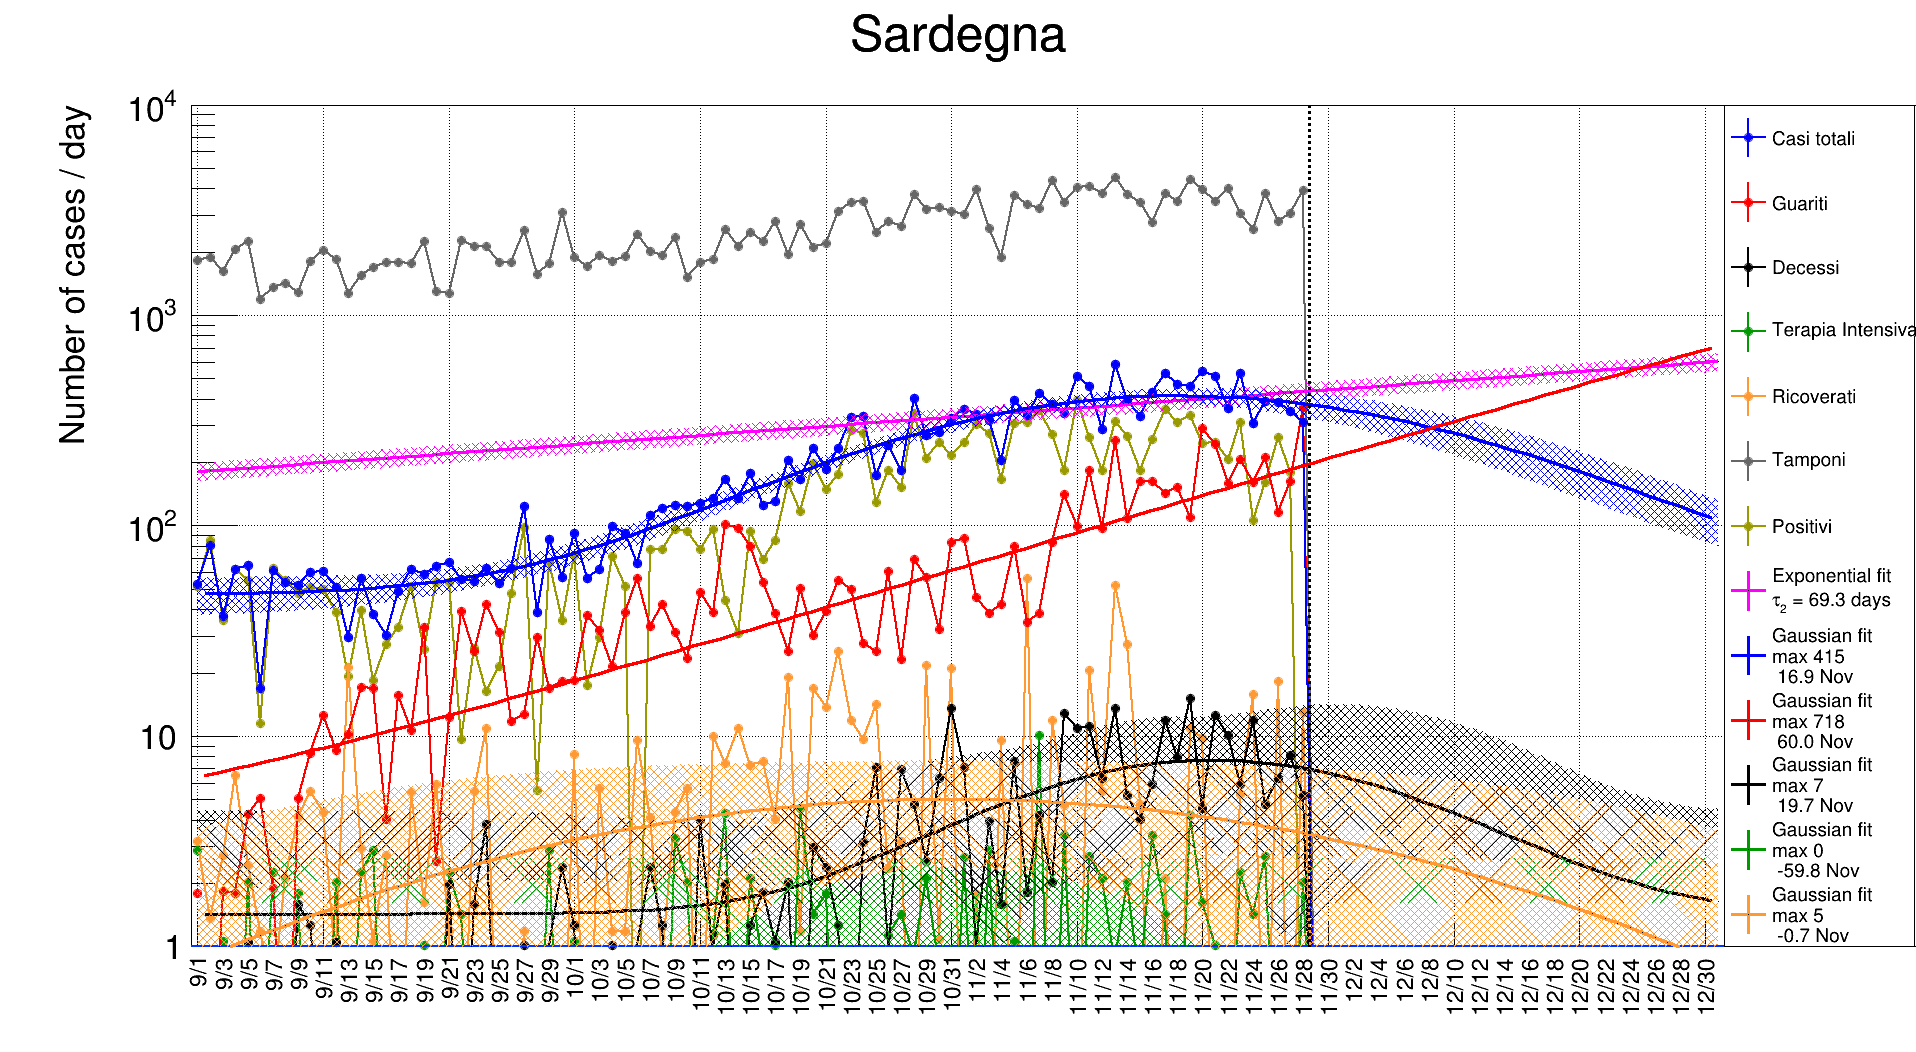 Sardegna
Number of cases / day
10^4
10^3
10^2
10
1
9/1
9/3
9/5
9/7
9/9
9/11
9/13
9/15
9/17
9/19
9/21
9/23
9/25
9/27
9/29
10/1
10/3
10/5
10/7
10/9
10/11
10/13
10/15
10/17
10/19
10/21
10/23
10/25
10/27
10/29
10/31
11/2
11/4
11/6
11/8
11/10
11/12
11/14
11/16
11/18
11/20
11/22
11/24
11/26
11/28
11/30
12/2
12/4
12/6
12/8
12/10
12/12
12/14
12/16
12/18
12/20
12/22
12/24
12/26
12/28
12/30
Casi totali
Guariti
Decessi
Terapia Intensiva
Ricoverati
Tamponi
Positivi
Exponential fit
τ₂ = 69.3 days
Gaussian fit
max 415
16.9 Nov
Gaussian fit
max 718
60.0 Nov
Gaussian fit
max 7
19.7 Nov
Gaussian fit
max 0
-59.8 Nov
Gaussian fit
max 5
-0.7 Nov